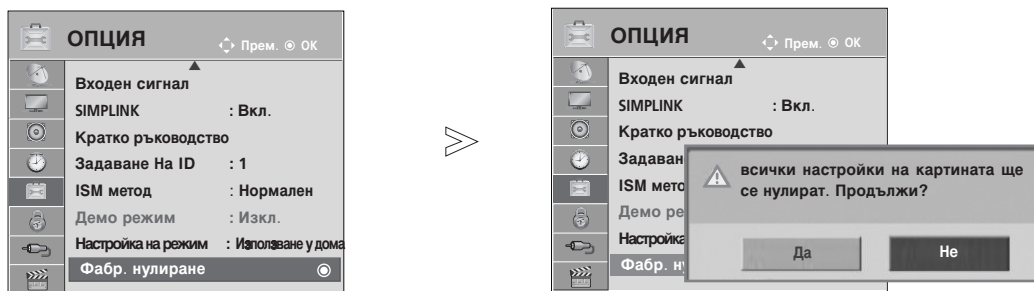 ОПЦИЯ
Прем. OK
Входен сигнал
SIMPLINK : Вкл.
Кратко ръководство
Задаване На ID : 1
ISM метод : Нормален
Демо режим : Изкл.
Настройка на режим : Използване у дома
Фабр. нулиране
ОПЦИЯ
Прем. OK
Входен сигнал
SIMPLINK : Вкл.
Кратко ръководство
Задаван
ISM мето
Демо ре
Настройка
Фабр. н
всички настройки на картината ще
се нулират. Продължи?
Да Не